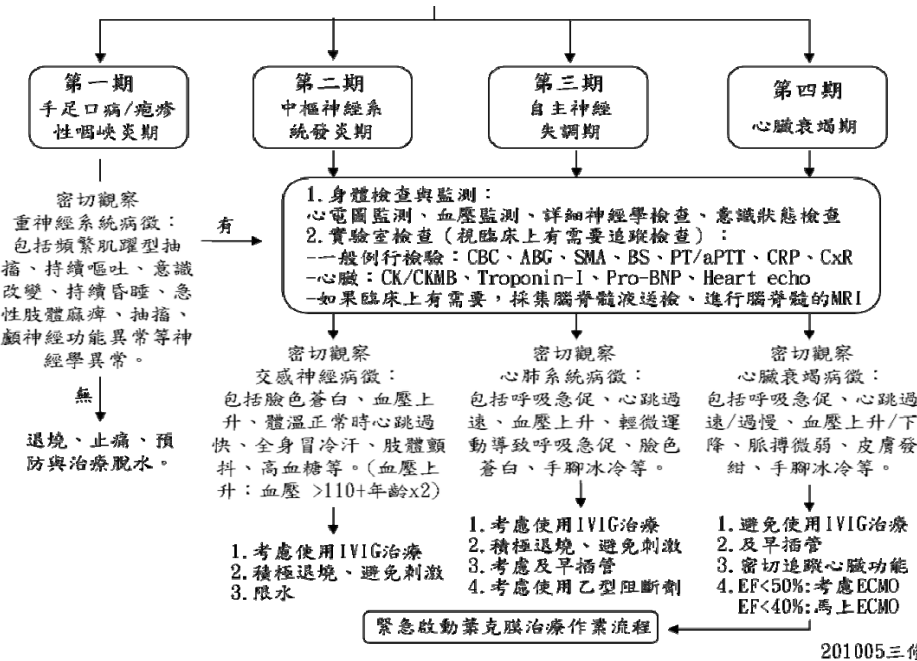 第一期
手足口病/疱疹
性咽峽炎期
第二期
中樞神經系
統發炎期
第三期
自主神經
失調期
第四期
心臟衰竭期
密切觀察
重神經系統病徵：
包括頻繁肌躍型抽
搐、持續嘔吐、意識
改變、持續昏睡、急
性肢體麻痺、抽搐、
顱神經功能異常等神
經學異常。
有
無
退燒、止痛、預
防與治療脫水。
1.身體檢查與監測：
心電圖監測、血壓監測、詳細神經學檢查、意識狀態檢查
2.實驗室檢查（視臨床上有需要追蹤檢查）：
-一般例行檢驗：CBC、ABG、SMA、BS、PT/aPTT、CRP、CxR
-心臟：CK/CKMB、Troponin-I、Pro-BNP、Heart echo
-如果臨床上有需要，採集腦脊髓液送檢、進行腦脊髓的MRI
密切觀察
交感神經病徵：
包括臉色蒼白、血壓上
升、體溫正常時心跳過
快、全身冒冷汗、肢體顫
抖、高血糖等。(血壓上
升：血壓 >110+年齡x2)
1.考慮使用IVIG治療
2.積極退燒、避免刺激
3.限水
密切觀察
心肺系統病徵：
包括呼吸急促、心跳過
速、血壓上升、輕微運
動導致呼吸急促、臉色
蒼白、手腳冰冷等。
1.考慮使用IVIG治療
2.積極退燒、避免刺激
3.考慮及早插管
4.考慮使用乙型阻斷劑
密切觀察
心臟衰竭病徵：
包括呼吸急促、心跳過
速/過慢、血壓上升/下
降、脈搏微弱、皮膚發
紺、手腳冰冷等。
1.避免使用IVIG治療
2.及早插管
3.密切追蹤心臟功能
4.EF<50%:考慮ECMO
EF<40%:馬上ECMO
緊急啟動葉克膜治療作業流程
201005三修